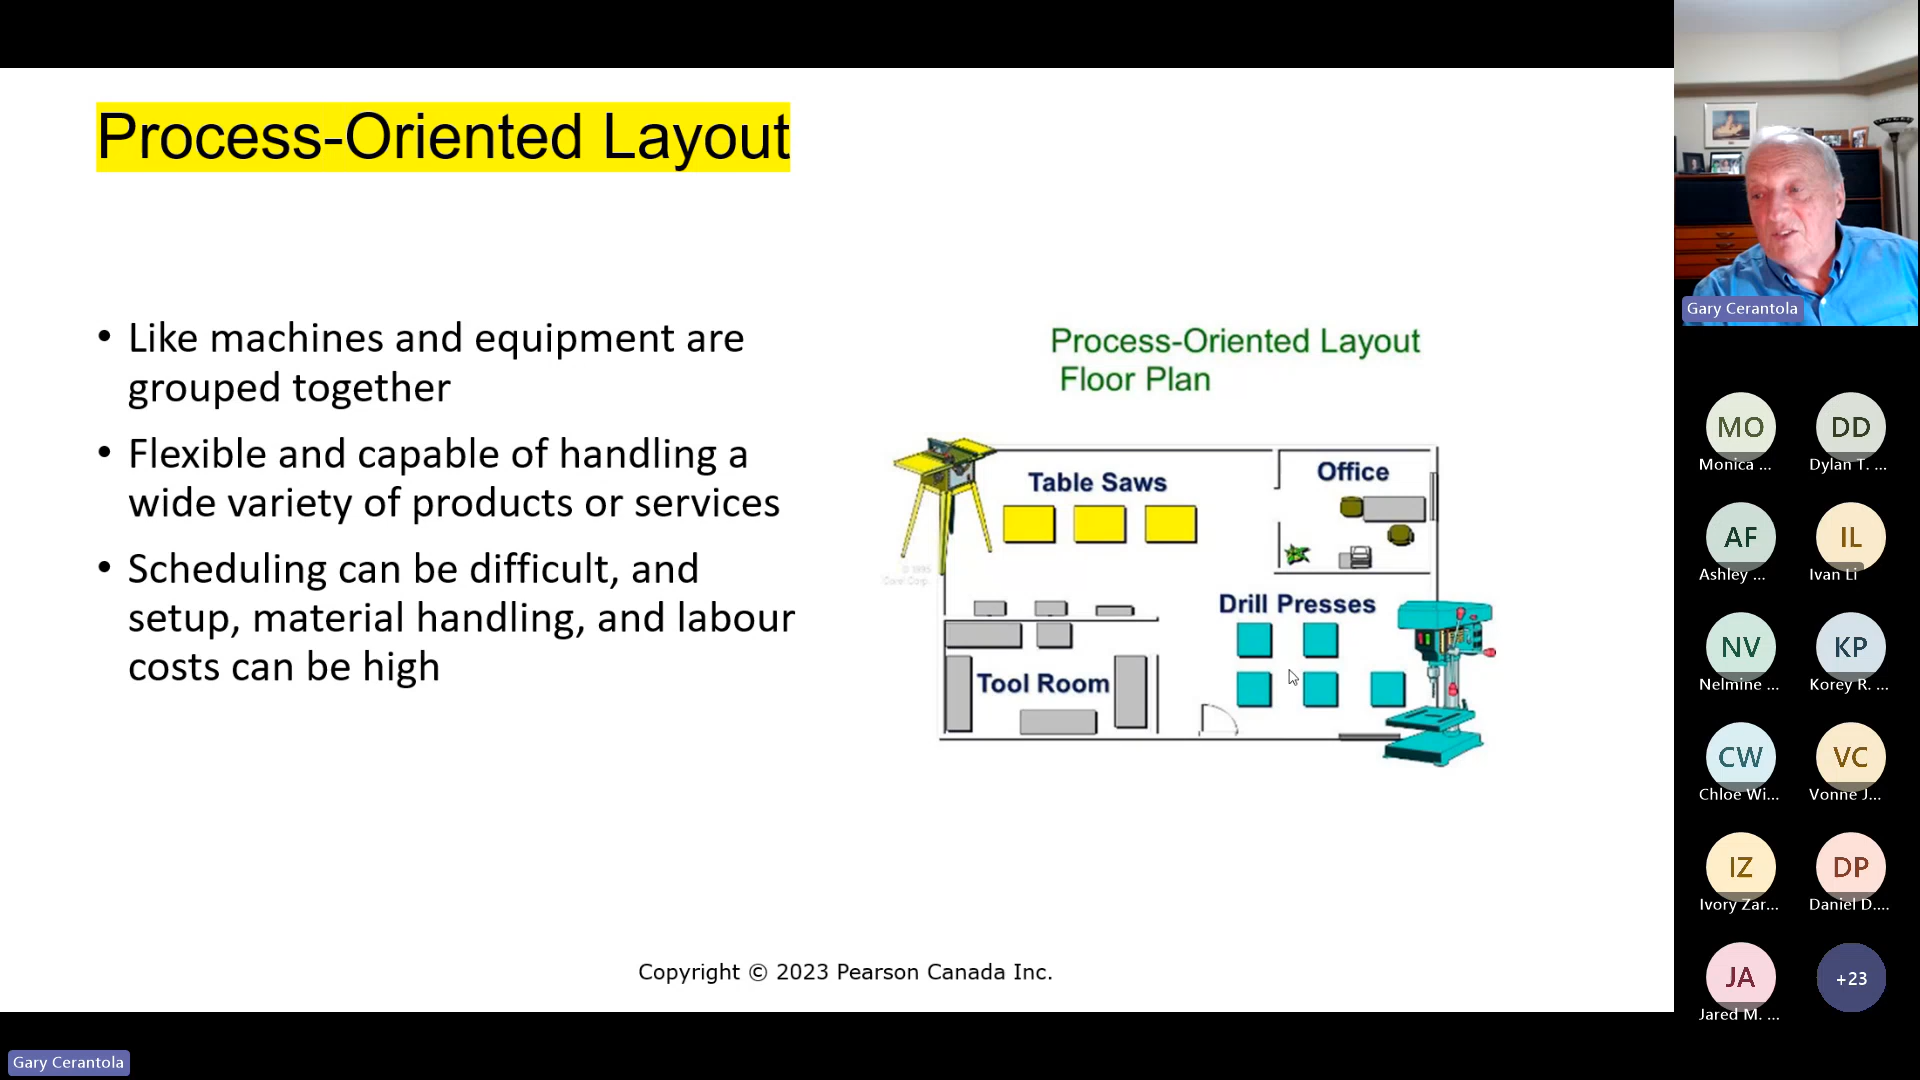 Process-Oriented Layout
• Like machines and equipment are
grouped together
• Flexible and capable of handling a
wide variety of products or services
• Scheduling can be difficult, and
setup, material handling, and labour
costs can be high
Process-Oriented Layout
Floor Plan
Table Saws
Office
Drill Presses
Tool Room
© 1995
Corel Corp.
Copyright © 2023 Pearson Canada Inc.
Gary Cerantola
Gary Cerantola
MO
Monica ...
DD
Dylan T. ...
AF
Ashley ...
IL
Ivan Li
NV
Nelmine ...
KP
Korey R. ...
CW
Chloe Wi...
VC
Vonne J...
IZ
Ivory Zar...
DP
Daniel D....
JA
Jared M. ...
+23